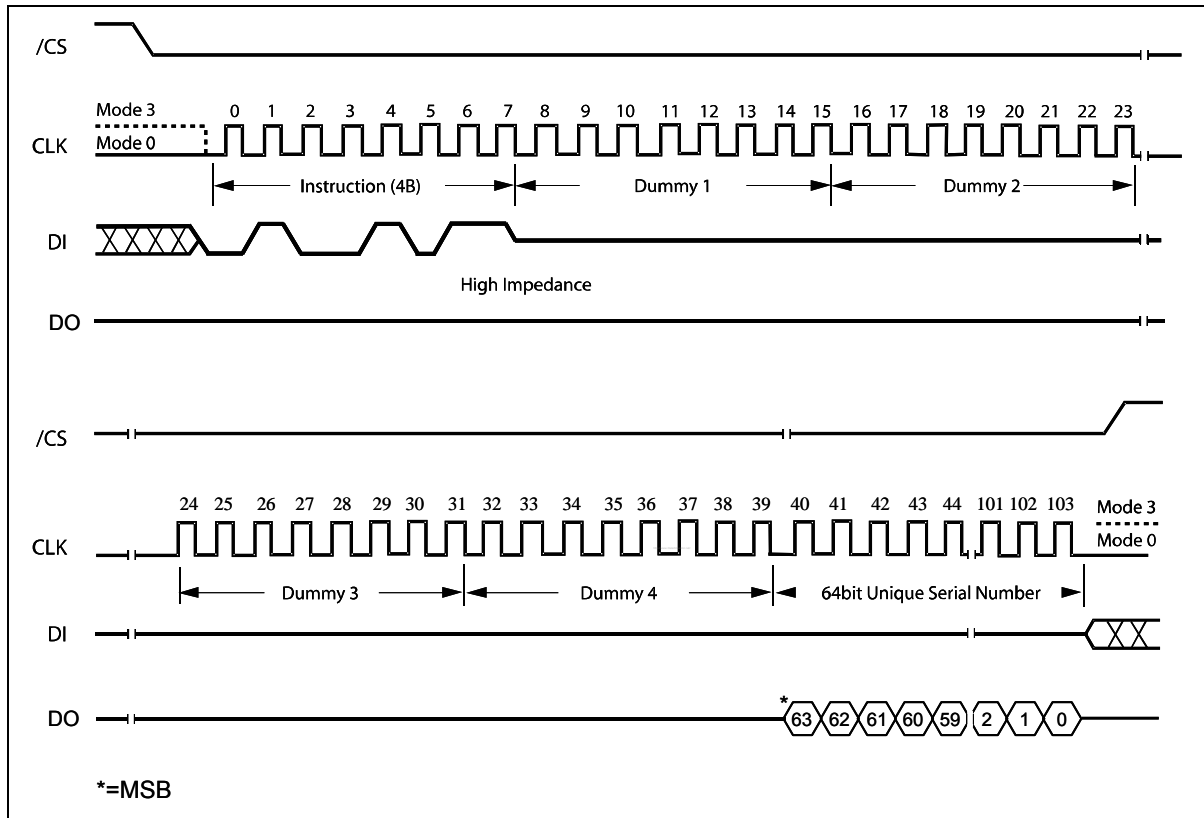 /CS
Mode 3
0 1 2 3 4 5 6 7 8 9 10 11 12 13 14 15 16 17 18 19 20 21 22 23
CLK
Mode 0
Instruction (4B) Dummy 1 Dummy 2
DI
High Impedance
DO
/CS
24 25 26 27 28 29 30 31 32 33 34 35 36 37 38 39 40 41 42 43 44 101 102 103 Mode 3
CLK
Mode 0
Dummy 3 Dummy 4 64bit Unique Serial Number
DI
*
DO 63 62 61 60 59 2 1 0
*=MSB